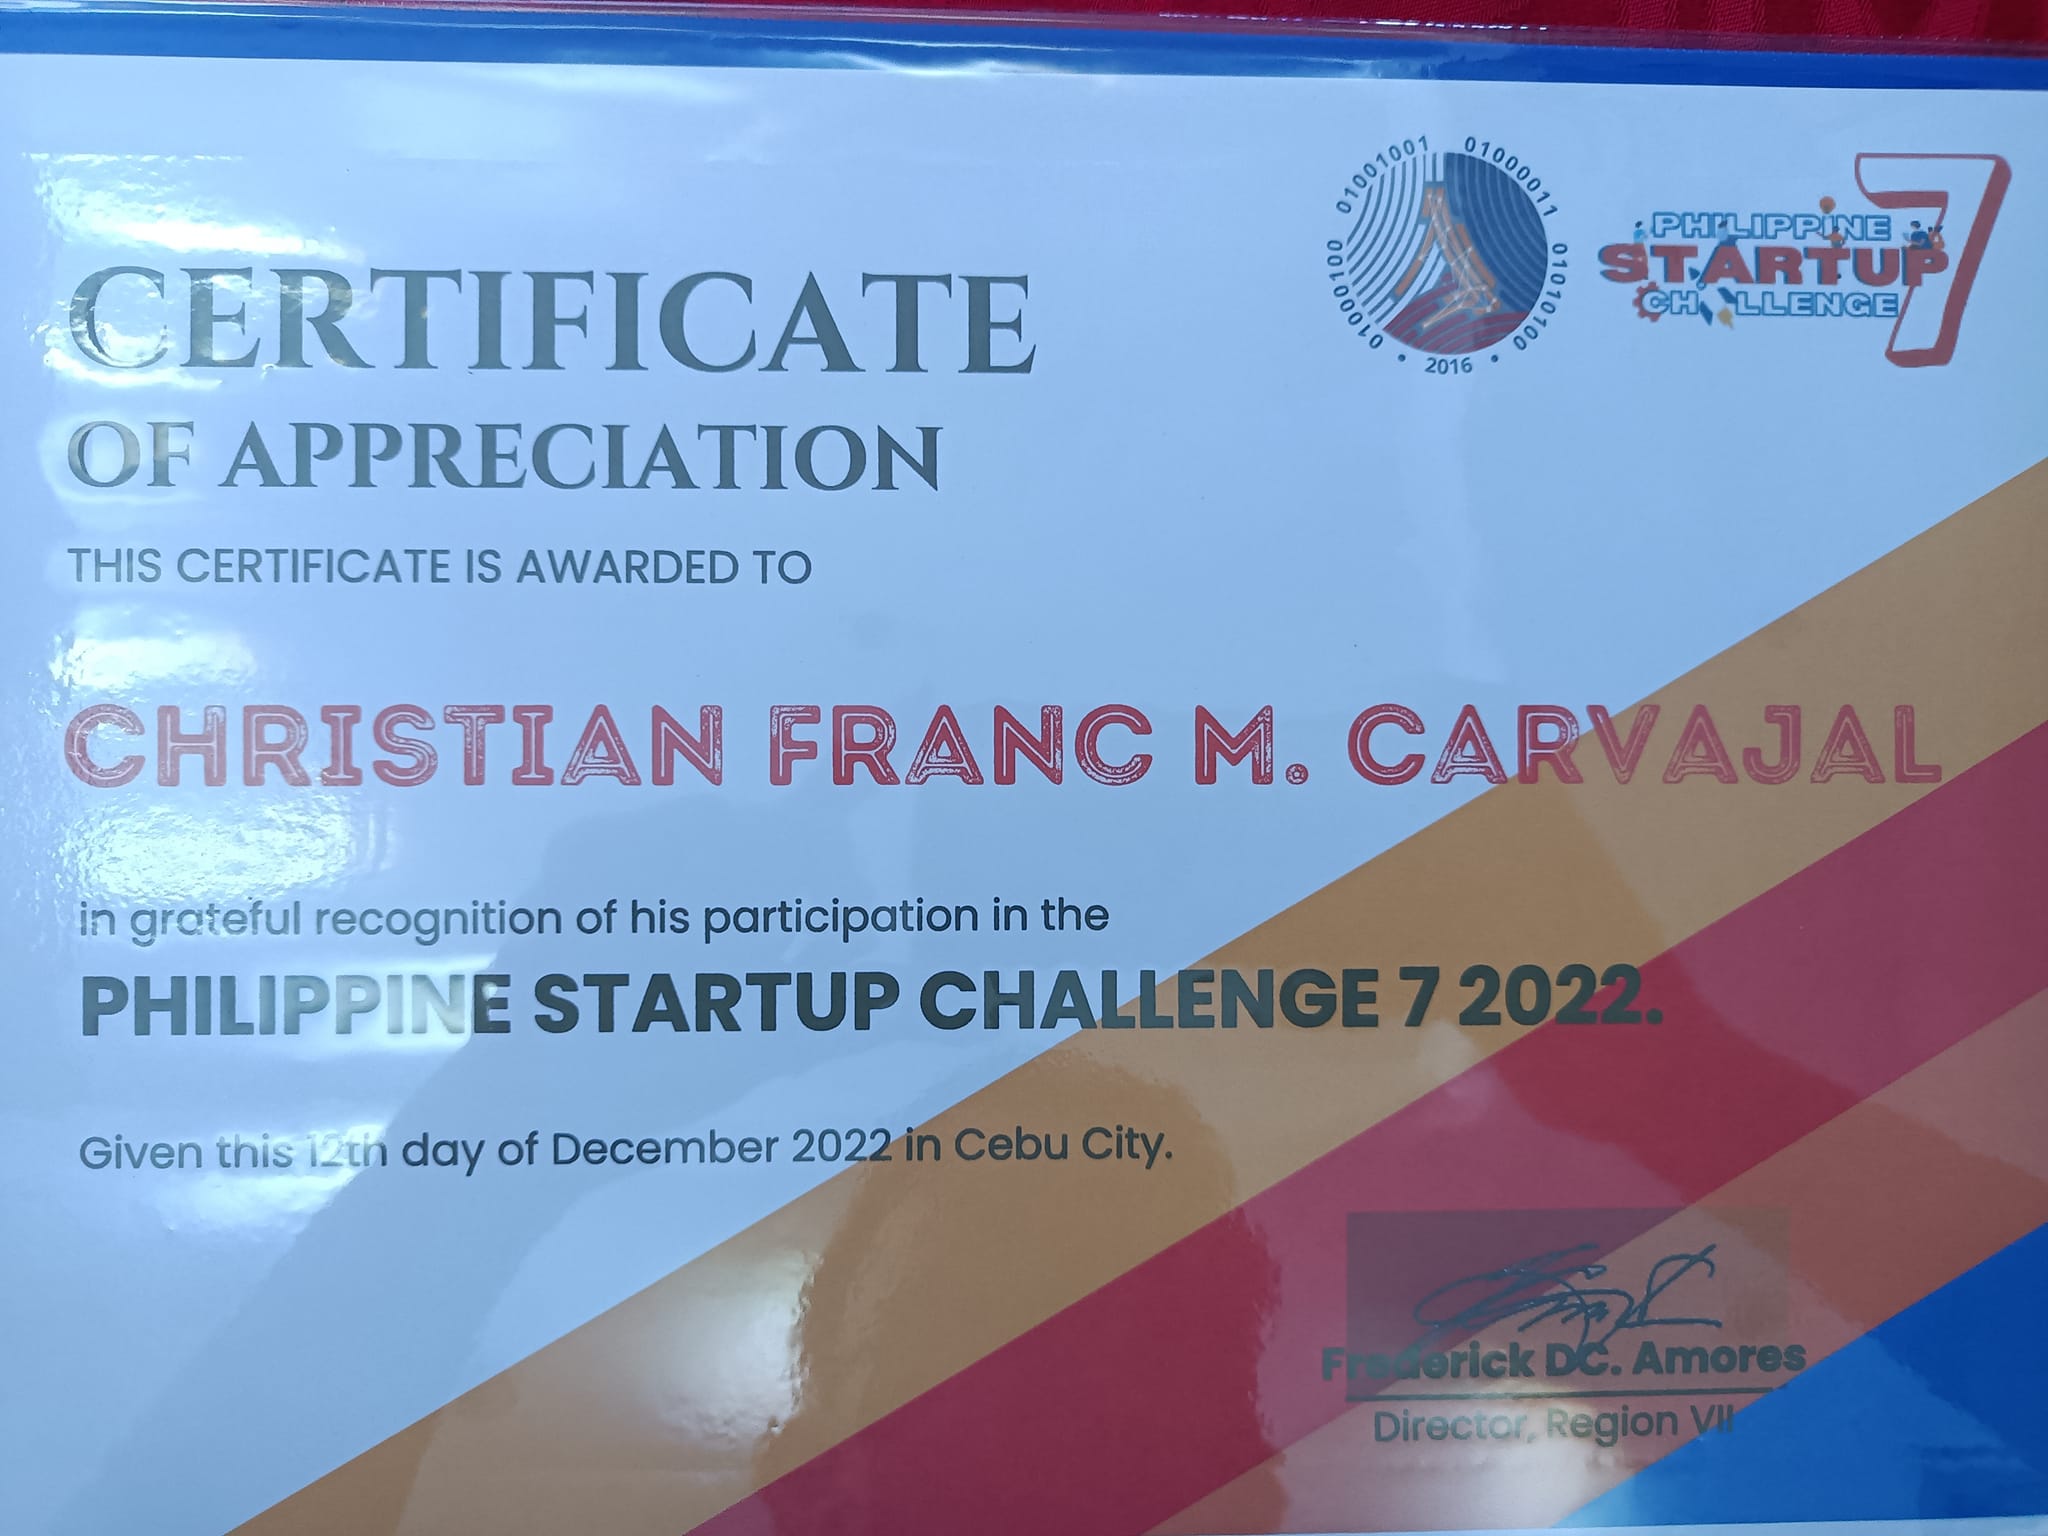 01001001 01000011 01010100 01000100
• 2016 •
PHILIPPINE
STARTUP
CHALLENGE
7
CERTIFICATE
OF APPRECIATION
THIS CERTIFICATE IS AWARDED TO
CHRISTIAN FRANC M. CARVAJAL
in grateful recognition of his participation in the
PHILIPPINE STARTUP CHALLENGE 7 2022.
Given this 12th day of December 2022 in Cebu City.
Frederick DC. Amores
Director, Region VII